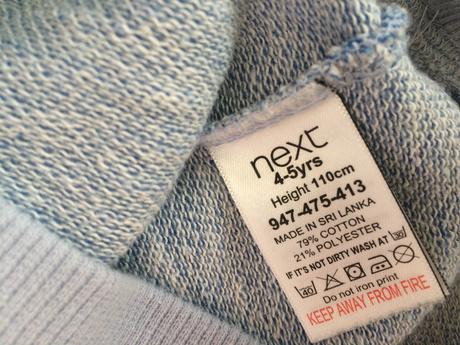 next
4-5yrs
Height 110cm
947-475-413
MADE IN SRI LANKA
79% COTTON
21% POLYESTER
IF IT'S NOT DIRTY WASH AT 30
40
Do not iron print
KEEP AWAY FROM FIRE